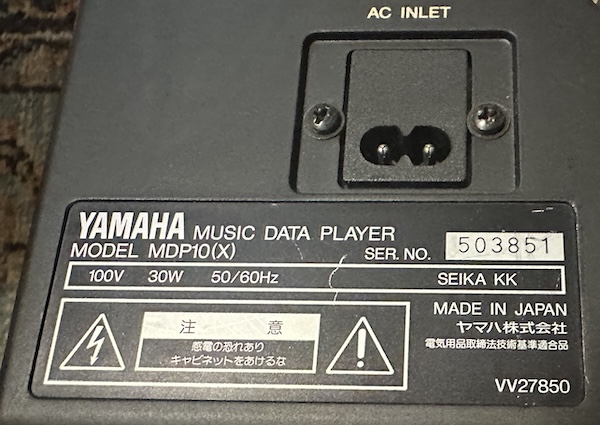 AC INLET
YAMAHA MUSIC DATA PLAYER
MODEL MDP10(X) SER. NO. 503851
100V 30W 50/60Hz SEIKA KK
注 意
感電の恐れあり
キャビネットをあけるな
MADE IN JAPAN
ヤマハ株式会社
電気用品取締法技術基準適合品
VV27850